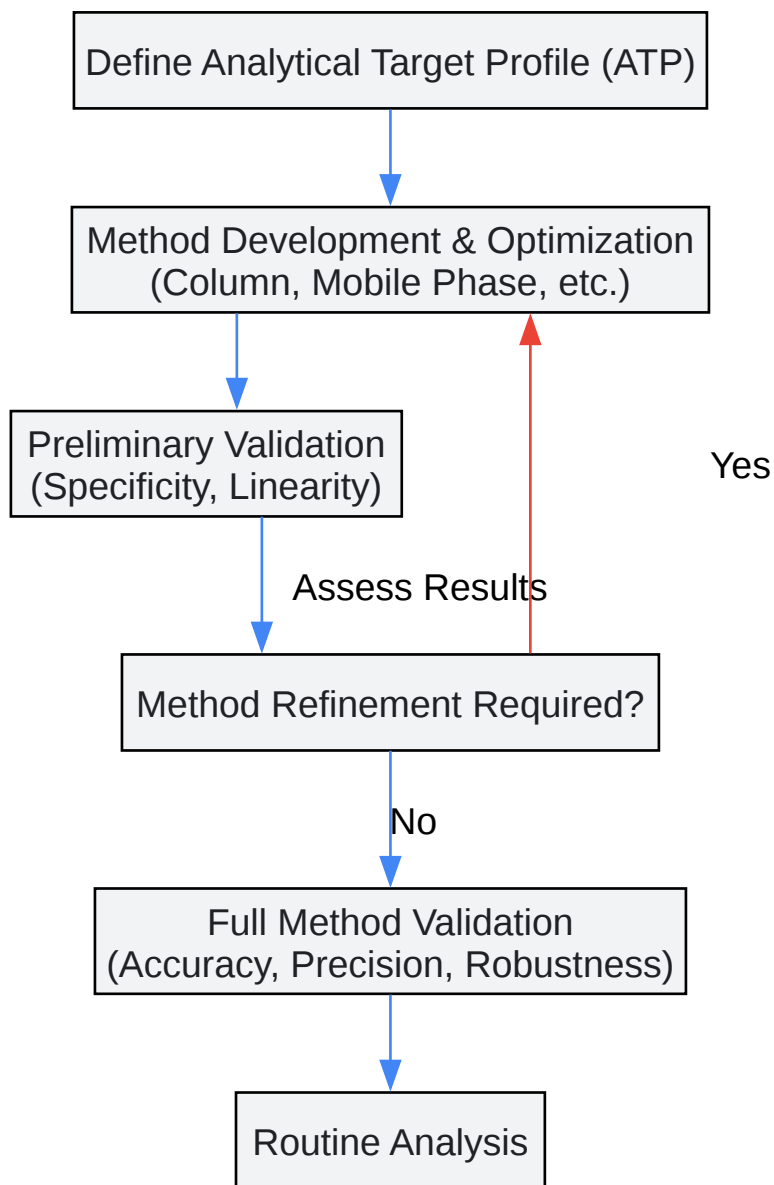 Define Analytical Target Profile (ATP)
Method Development & Optimization
(Column, Mobile Phase, etc.)
Preliminary Validation
(Specificity, Linearity)
Yes
Assess Results
Method Refinement Required?
No
Full Method Validation
(Accuracy, Precision, Robustness)
Routine Analysis